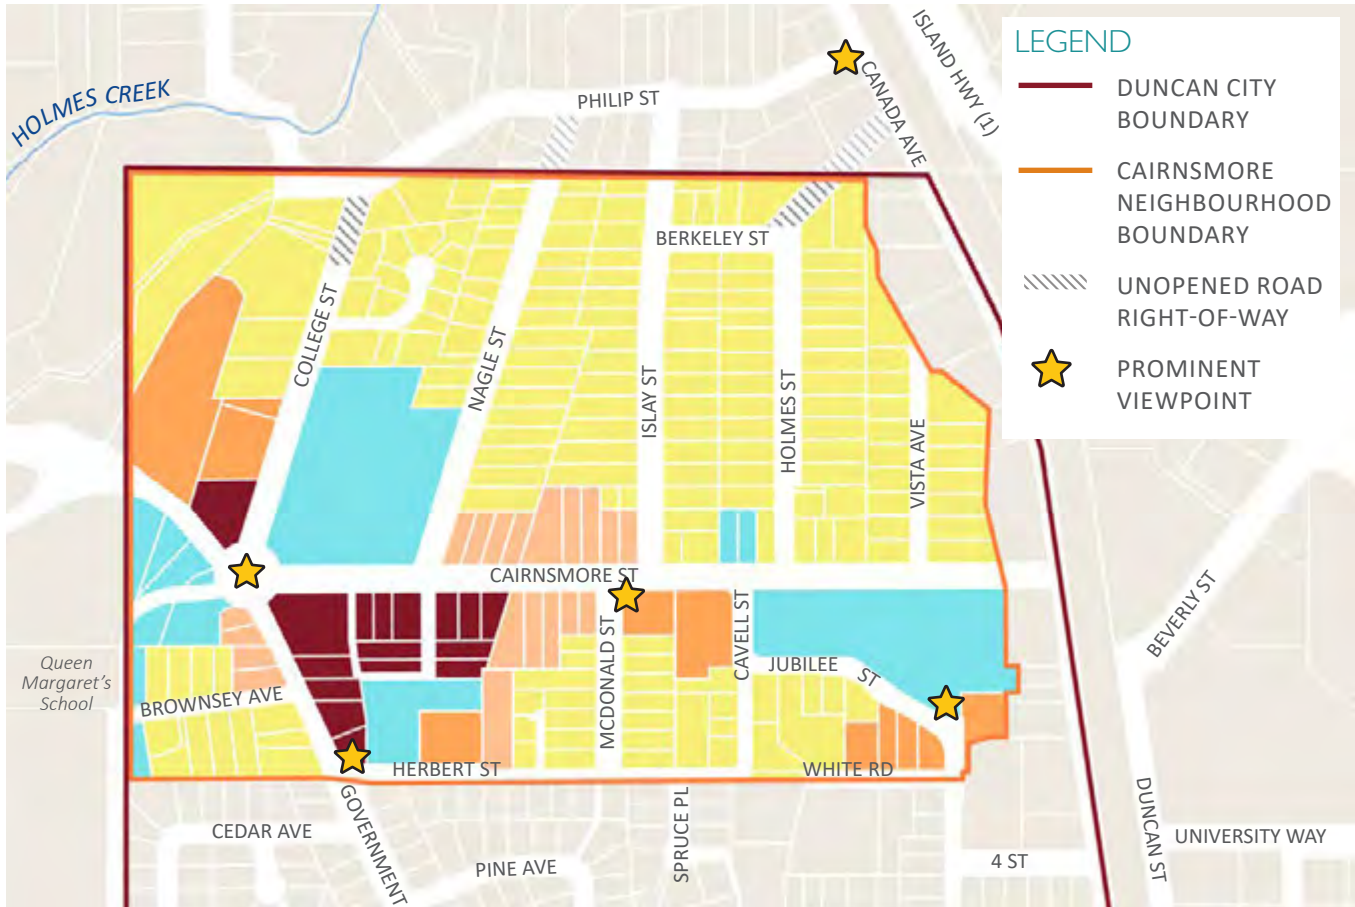 HOLMES CREEK
PHILIP ST
CANADA AVE
ISLAND HWY (1)
LEGEND
DUNCAN CITY
BOUNDARY
CAIRNSMORE
NEIGHBOURHOOD
BOUNDARY
UNOPENED ROAD
RIGHT-OF-WAY
PROMINENT
VIEWPOINT
BERKELEY ST
COLLEGE ST
NAGLE ST
ISLAY ST
HOLMES ST
VISTA AVE
CAIRNSMORE ST
MCDONALD ST
CAVELL ST
JUBILEE ST
BEVERLY ST
Queen
Margaret's
School
BROWNSEY AVE
HERBERT ST
WHITE RD
GOVERNMENT
CEDAR AVE
PINE AVE
SPRUCE PL
4 ST
DUNCAN ST
UNIVERSITY WAY